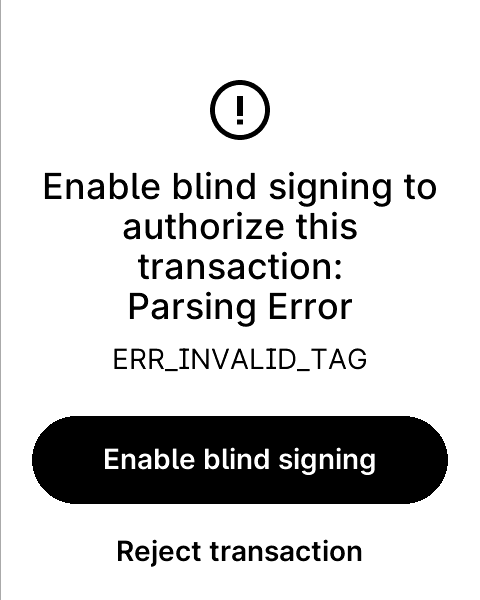 Enable blind signing to
authorize this
transaction:
Parsing Error
ERR_INVALID_TAG
Enable blind signing
Reject transaction